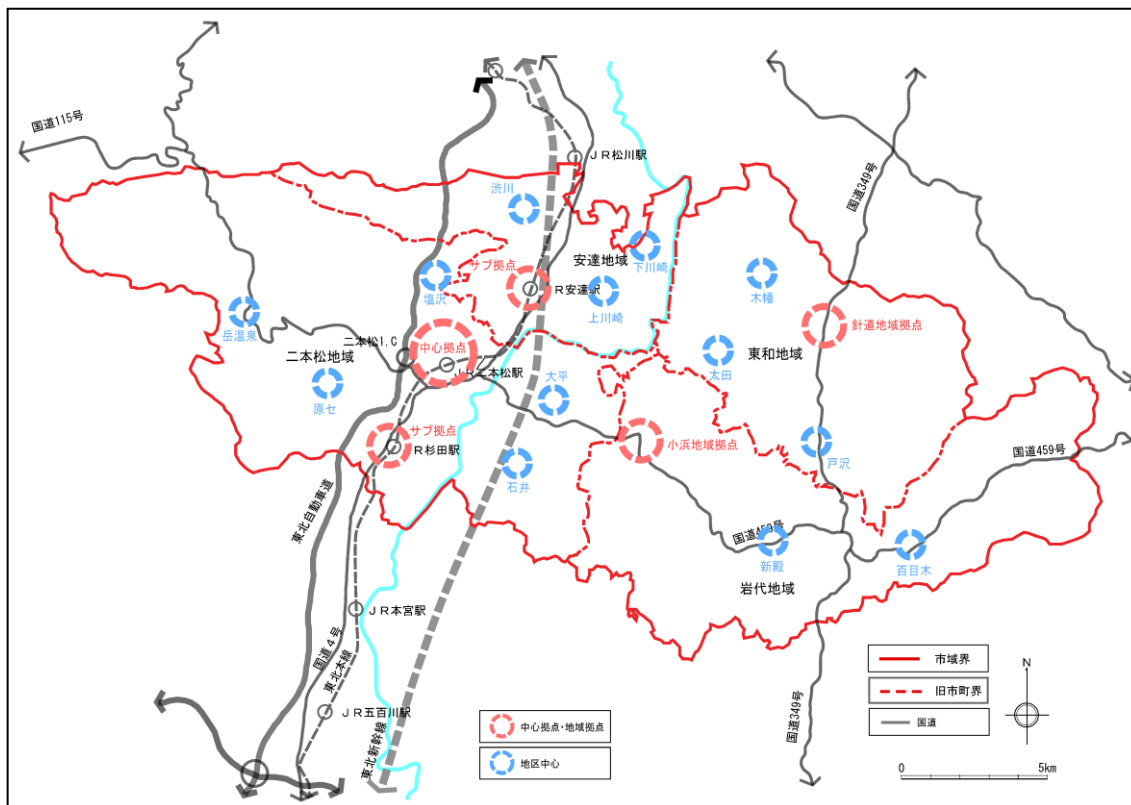 国道115号
JR松川駅
国道349号
渋川
安達地域
下川崎
サブ拠点
塩沢
R安達駅
上川崎
木幡
岳温泉
針道地域拠点
二本松I.C
中心拠点
二本松地域
JR二本松駅
東和地域
太田
原セ
大平
サブ拠点
R杉田駅
小浜地域拠点
石井
戸沢
国道459号
東北自動車道
国道459号
新殿
百目木
岩代地域
JR本宮駅
国道4号
東北本線
JR五百川駅
東北新幹線
国道349号
中心拠点・地域拠点
地区中心
市域界
旧市町界
国道
N
0
5km